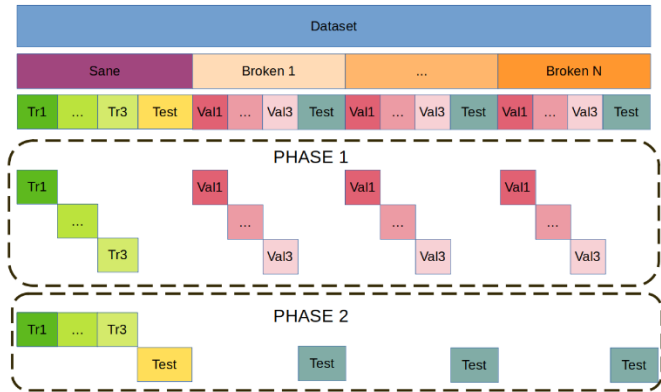 Dataset
Sane Broken 1 ... Broken N
Tr1 ... Tr3 Test Val1 ... Val3 Test Val1 ... Val3 Test Val1 ... Val3 Test
PHASE 1
Tr1 Val1 Val1 Val1
... ... ... ...
Tr3 Val3 Val3 Val3
PHASE 2
Tr1 ... Tr3
Test Test Test Test